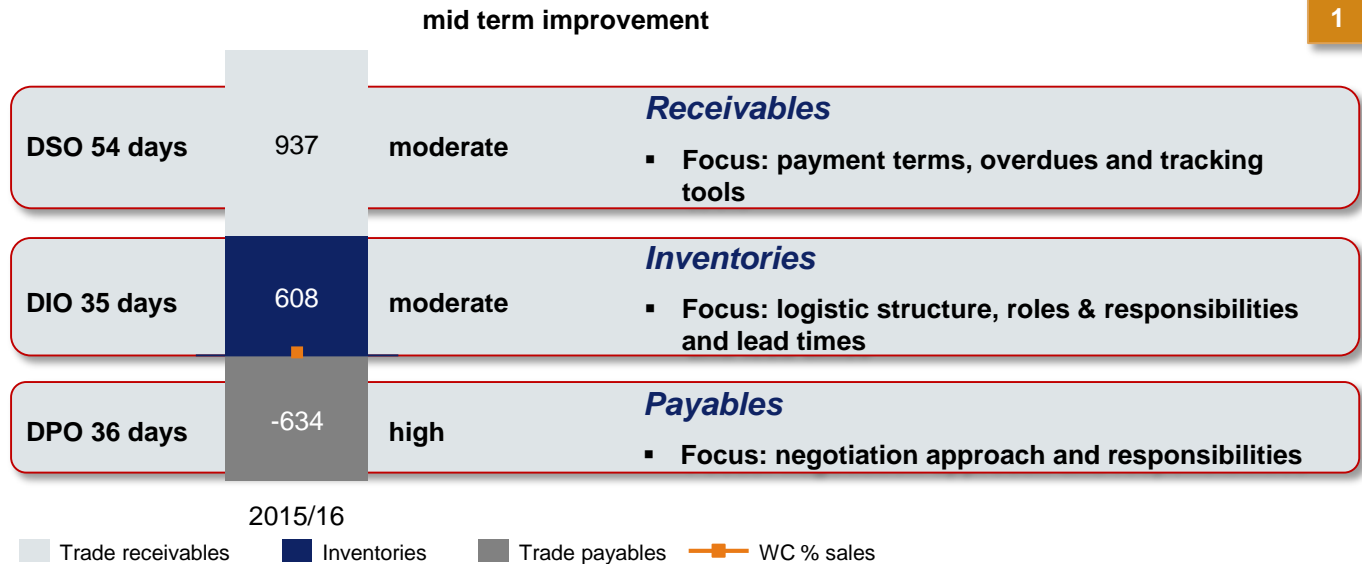 mid term improvement
1
DSO 54 days
937
moderate
Receivables
▪ Focus: payment terms, overdues and tracking
tools
DIO 35 days
608
moderate
Inventories
▪ Focus: logistic structure, roles & responsibilities
and lead times
DPO 36 days
-634
high
Payables
▪ Focus: negotiation approach and responsibilities
2015/16
Trade receivables
Inventories
Trade payables
WC % sales